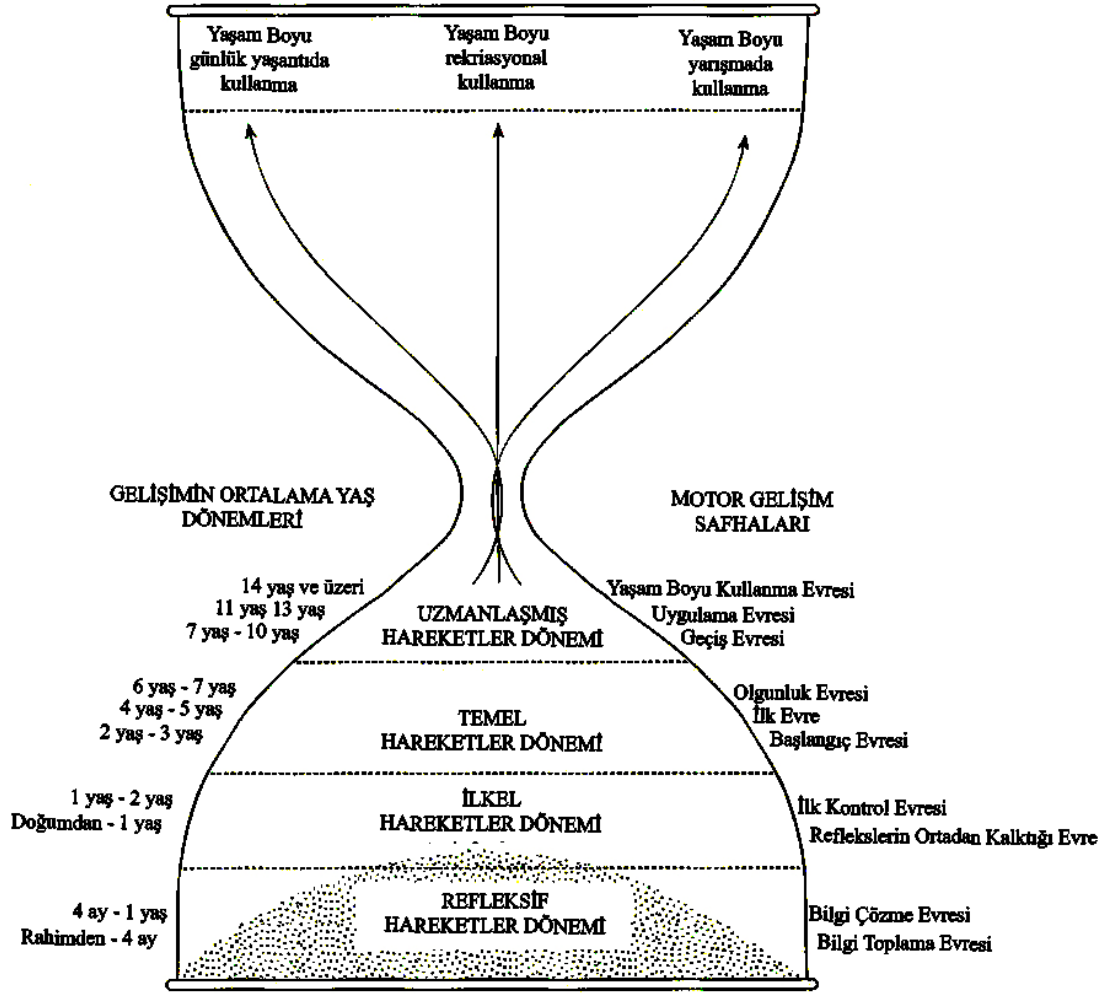 Yaşam Boyu
günlük yaşantıda
kullanma
Yaşam Boyu
rekriasyonal
kullanma
Yaşam Boyu
yarışmada
kullanma
GELİŞİMİN ORTALAMA YAŞ
DÖNEMLERİ
MOTOR GELİŞİM
SAFHALARI
14 yaş ve üzeri
11 yaş 13 yaş
7 yaş - 10 yaş
UZMANLAŞMIŞ
HAREKETLER DÖNEMİ
Yaşam Boyu Kullanma Evresi
Uygulama Evresi
Geçiş Evresi
6 yaş - 7 yaş
4 yaş - 5 yaş
2 yaş - 3 yaş
TEMEL
HAREKETLER DÖNEMİ
Olgunluk Evresi
İlk Evre
Başlangıç Evresi
1 yaş - 2 yaş
Doğumdan - 1 yaş
İLKEL
HAREKETLER DÖNEMİ
İlk Kontrol Evresi
Reflekslerin Ortadan Kalktığı Evre
4 ay - 1 yaş
Rahimden - 4 ay
REFLEKSİF
HAREKETLER DÖNEMİ
Bilgi Çözme Evresi
Bilgi Toplama Evresi